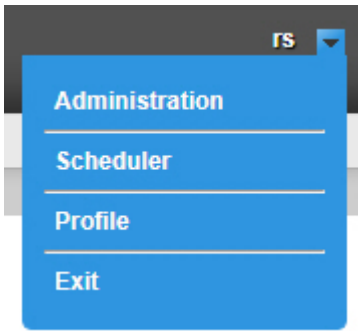 rs
Administration
Scheduler
Profile
Exit